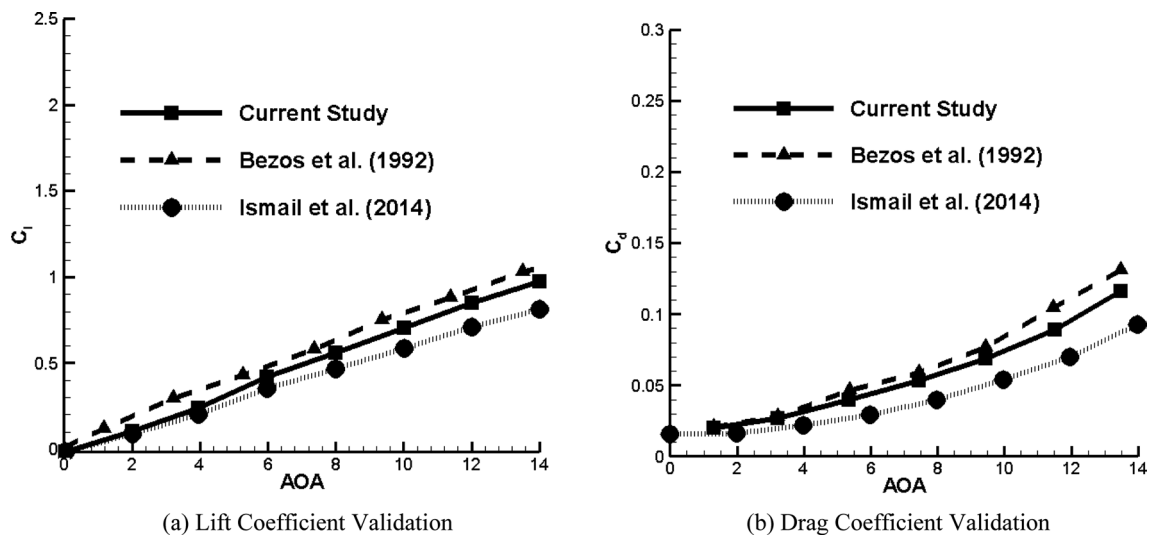 2.5
2
1.5
1
0.5
0
Cl
0 2 4 6 8 10 12 14
AOA
Current Study
Bezos et al. (1992)
Ismail et al. (2014)
(a) Lift Coefficient Validation
0.3
0.25
0.2
0.15
0.1
0.05
0
Cd
0 2 4 6 8 10 12 14
AOA
Current Study
Bezos et al. (1992)
Ismail et al. (2014)
(b) Drag Coefficient Validation